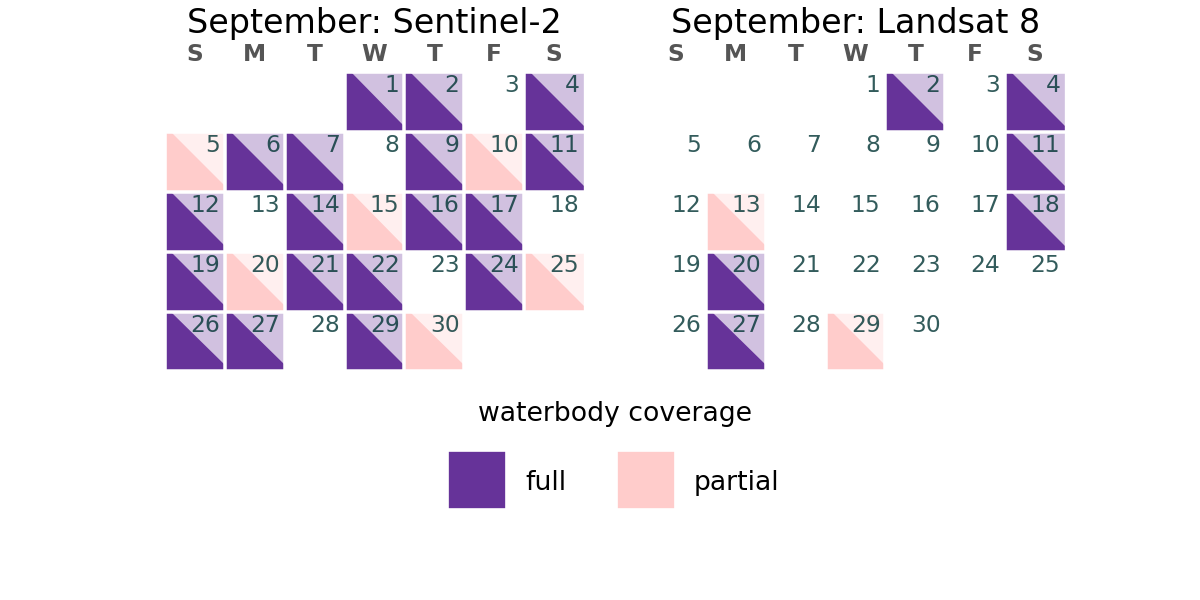 September: Sentinel-2
S M T W T F S
1 2 3 4
5 6 7 8 9 10 11
12 13 14 15 16 17 18
19 20 21 22 23 24 25
26 27 28 29 30
September: Landsat 8
S M T W T F S
1 2 3 4
5 6 7 8 9 10 11
12 13 14 15 16 17 18
19 20 21 22 23 24 25
26 27 28 29 30
waterbody coverage
full partial